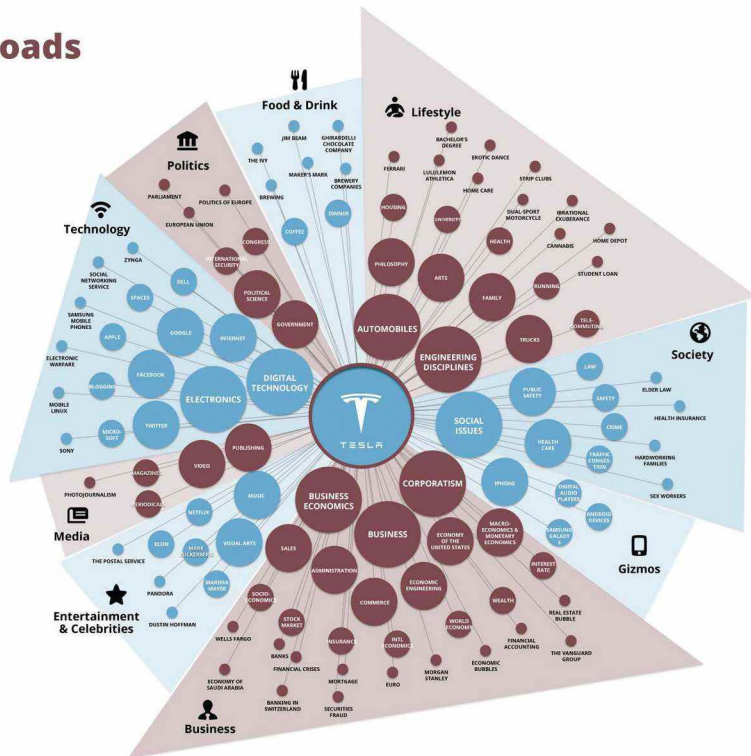 oads
Food & Drink
JIM BEAM
GHIRARDELLI
CHOCOLATE
COMPANY
THE IVY
MAKER'S MARK
BREWERY
COMPANIES
BREWING
DINNER
COFFEE
Lifestyle
BACHELOR'S
DEGREE
FERRARI
LULULEMON
ATHLETICA
EROTIC DANCE
HOME CARE
STRIP CLUBS
HOUSING
UNIVERSITY
DUAL-SPORT
MOTORCYCLE
IRRATIONAL
EXUBERANCE
HEALTH
CANNABIS
HOME DEPOT
STUDENT LOAN
PHILOSOPHY
ARTS
FAMILY
RUNNING
TELE-
COMMUTING
TRUCKS
AUTOMOBILES
ENGINEERING
DISCIPLINES
Politics
PARLIAMENT
POLITICS OF EUROPE
EUROPEAN UNION
CONGRESS
INTERNATIONAL
SECURITY
POLITICAL
SCIENCE
GOVERNMENT
Technology
ZYNGA
SOCIAL
NETWORKING
SERVICE
DELL
SPACEX
SAMSUNG
MOBILE
PHONES
GOOGLE
INTERNET
APPLE
ELECTRONIC
WARFARE
FACEBOOK
DIGITAL
TECHNOLOGY
BLOGGING
MOBILE
LINUX
ELECTRONICS
TWITTER
MICRO-
SOFT
SONY
TESLA
Society
LAW
ELDER LAW
PUBLIC
SAFETY
SAFETY
HEALTH INSURANCE
SOCIAL
ISSUES
CRIME
HEALTH
CARE
HARDWORKING
FAMILIES
TRAFFIC
CONGES-
TION
SEX WORKERS
Gizmos
IPHONE
DIGITAL
AUDIO
PLAYERS
ANDROID
DEVICES
SAMSUNG
GALAXY
S
Media
PUBLISHING
VIDEO
MAGAZINES
PHOTOJOURNALISM
PERIODICALS
Entertainment
& Celebrities
MUSIC
NETFLIX
VISUAL ARTS
ELON
MARK
ZUCKERBERG
THE POSTAL SERVICE
MARISSA
MAYER
PANDORA
DUSTIN HOFFMAN
Business
BUSINESS
ECONOMICS
CORPORATISM
BUSINESS
SALES
ADMINISTRATION
ECONOMY
OF THE
UNITED STATES
MACRO-
ECONOMICS &
MONETARY
ECONOMICS
ECONOMIC
ENGINEERING
COMMERCE
INTEREST
RATE
SOCIO-
ECONOMICS
STOCK
MARKET
WEALTH
REAL ESTATE
BUBBLE
WORLD
ECONOMY
WELLS FARGO
BANKS
INSURANCE
INTL
ECONOMICS
FINANCIAL
ACCOUNTING
THE VANGUARD
GROUP
FINANCIAL CRISES
ECONOMIC
BUBBLES
ECONOMY OF
SAUDI ARABIA
MORTGAGE
EURO
MORGAN
STANLEY
BANKING IN
SWITZERLAND
SECURITIES
FRAUD